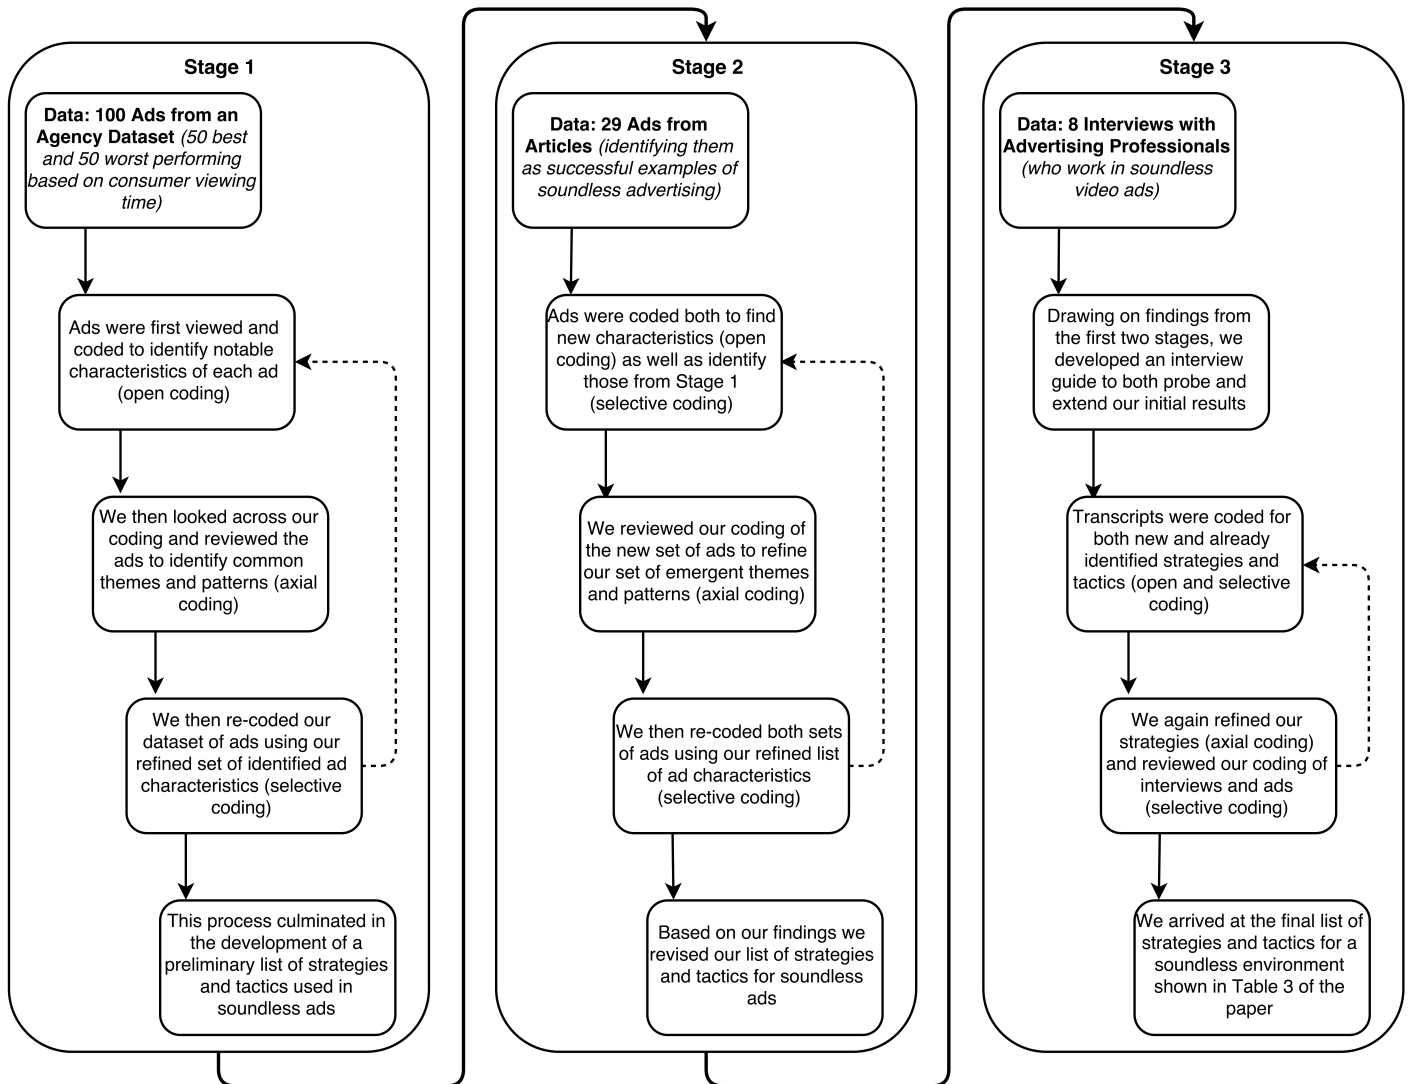 Stage 1
Data: 100 Ads from an
Agency Dataset (50 best
and 50 worst performing
based on consumer viewing
time)
Ads were first viewed and
coded to identify notable
characteristics of each ad
(open coding)
We then looked across our
coding and reviewed the
ads to identify common
themes and patterns (axial
coding)
We then re-coded our
dataset of ads using our
refined set of identified ad
characteristics (selective
coding)
This process culminated in
the development of a
preliminary list of strategies
and tactics used in
soundless ads
Stage 2
Data: 29 Ads from
Articles (identifying them
as successful examples of
soundless advertising)
Ads were coded both to find
new characteristics (open
coding) as well as identify
those from Stage 1
(selective coding)
We reviewed our coding of
the new set of ads to refine
our set of emergent themes
and patterns (axial coding)
We then re-coded both sets
of ads using our refined list
of ad characteristics
(selective coding)
Based on our findings we
revised our list of strategies
and tactics for soundless
ads
Stage 3
Data: 8 Interviews with
Advertising Professionals
(who work in soundless
video ads)
Drawing on findings from
the first two stages, we
developed an interview
guide to both probe and
extend our initial results
Transcripts were coded for
both new and already
identified strategies and
tactics (open and selective
coding)
We again refined our
strategies (axial coding)
and reviewed our coding of
interviews and ads
(selective coding)
We arrived at the final list of
strategies and tactics for a
soundless environment
shown in Table 3 of the
paper